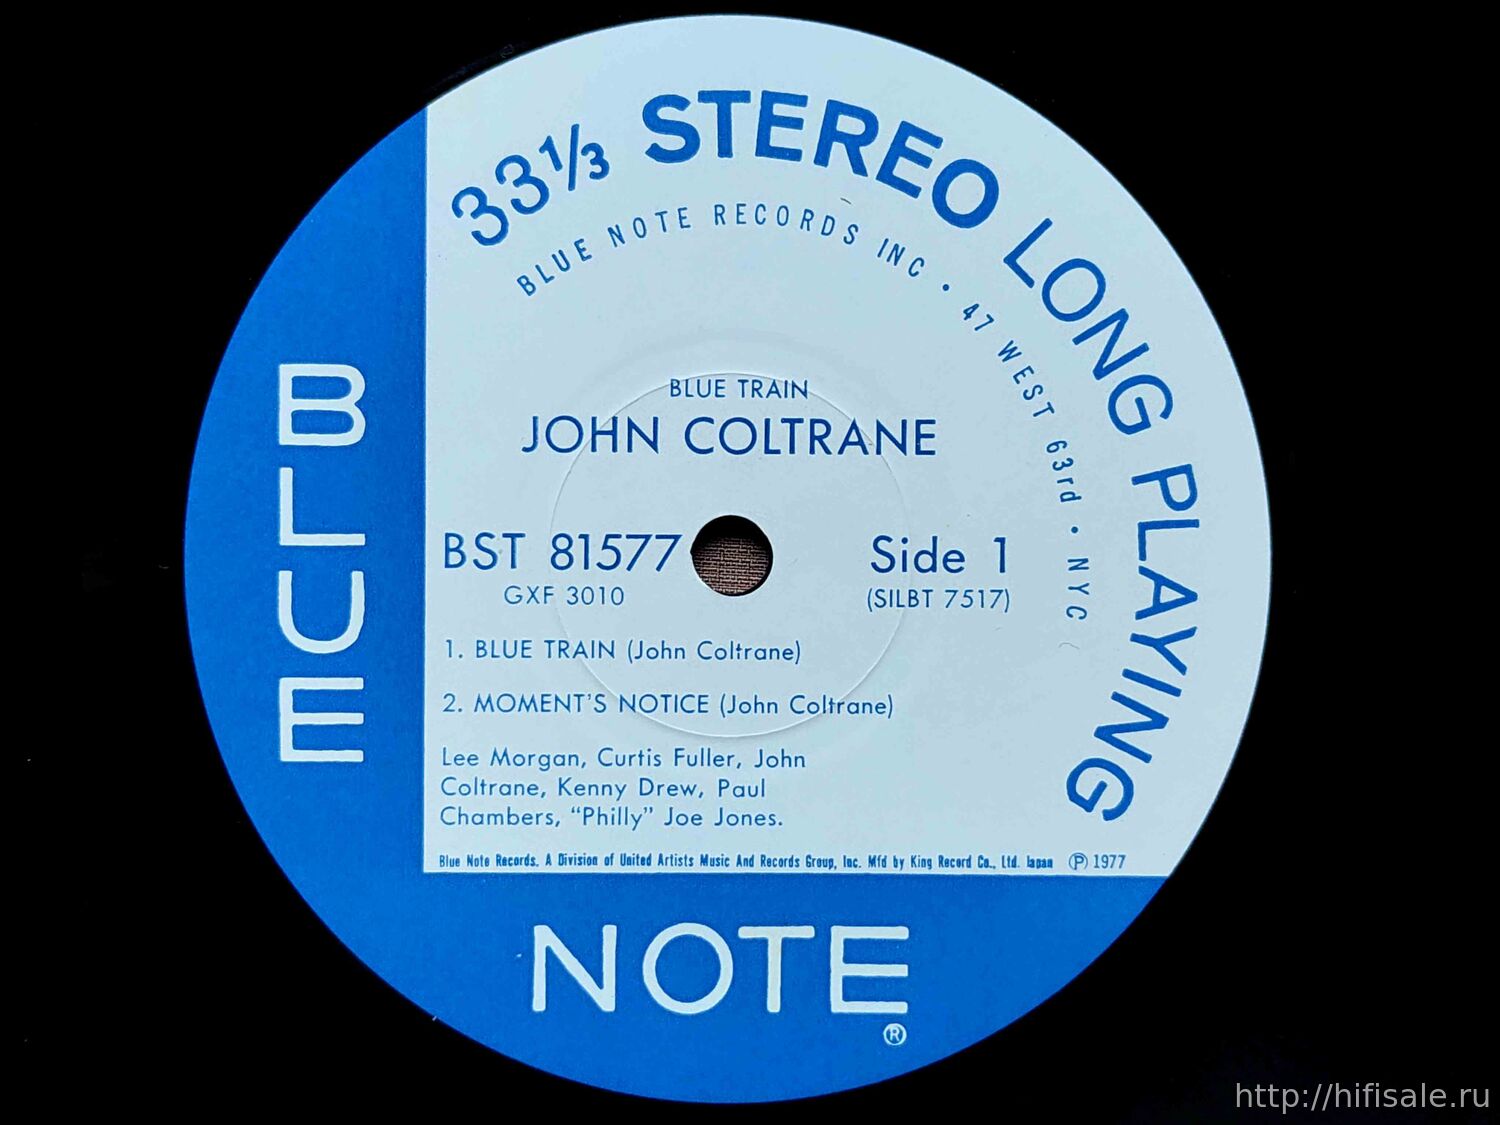 33⅓ STEREO LONG PLAYING
BLUE NOTE RECORDS INC • 47 WEST 63rd • NYC
BLUE TRAIN
JOHN COLTRANE
BST 81577
GXF 3010
Side 1
(SILBT 7517)
1. BLUE TRAIN (John Coltrane)
2. MOMENT'S NOTICE (John Coltrane)
Lee Morgan, Curtis Fuller, John
Coltrane, Kenny Drew, Paul
Chambers, “Philly” Joe Jones.
Blue Note Records. A Division of United Artists Music And Records Group, Inc. Mfd by King Record Co., Ltd. Japan ℗ 1977
BLUE
NOTE
®
http://hifisale.ru